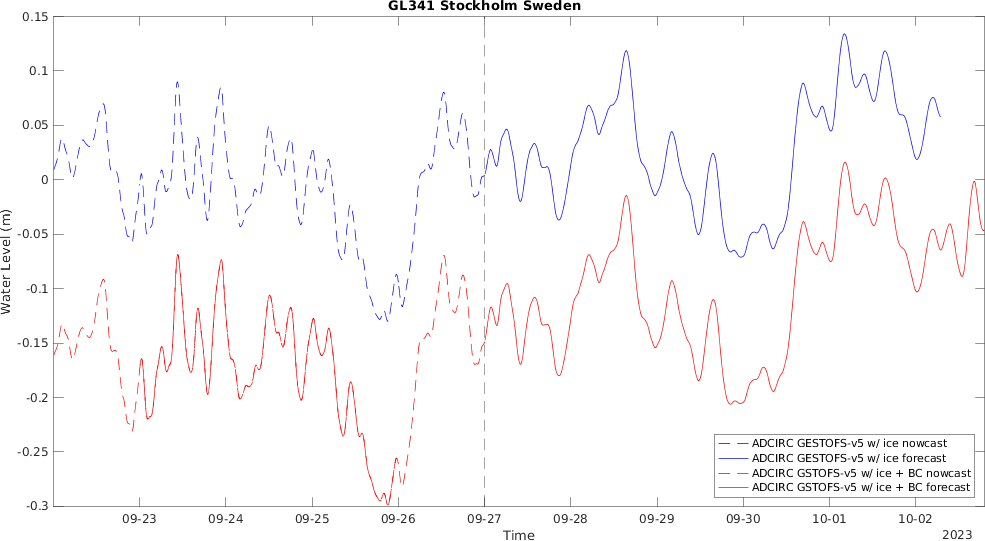 GL341 Stockholm Sweden
0.15
0.1
0.05
0
-0.05
-0.1
-0.15
-0.2
-0.25
-0.3
Water Level (m)
ADCIRC GESTOFS-v5 w/ ice nowcast
ADCIRC GESTOFS-v5 w/ ice forecast
ADCIRC GSTOFS-v5 w/ ice + BC nowcast
ADCIRC GSTOFS-v5 w/ ice + BC forecast
09-23 09-24 09-25 09-26 09-27 09-28 09-29 09-30 10-01 10-02
Time
2023